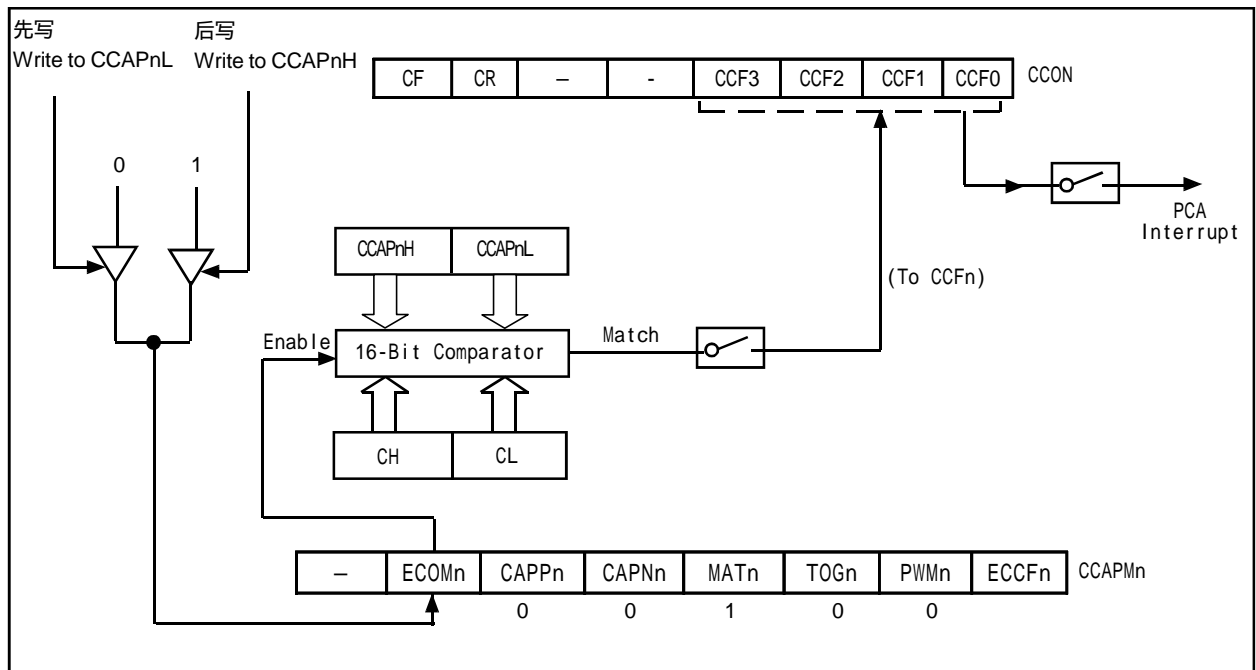 先写 后写
Write to CCAPnL Write to CCAPnH
CF CR – - CCF3 CCF2 CCF1 CCF0 CCON
0 1
PCA
Interrupt
CCAPnH CCAPnL
(To CCFn)
Enable 16-Bit Comparator Match
CH CL
– ECOMn CAPPn CAPNn MATn TOGn PWMn ECCFn CCAPMn
0 0 1 0 0